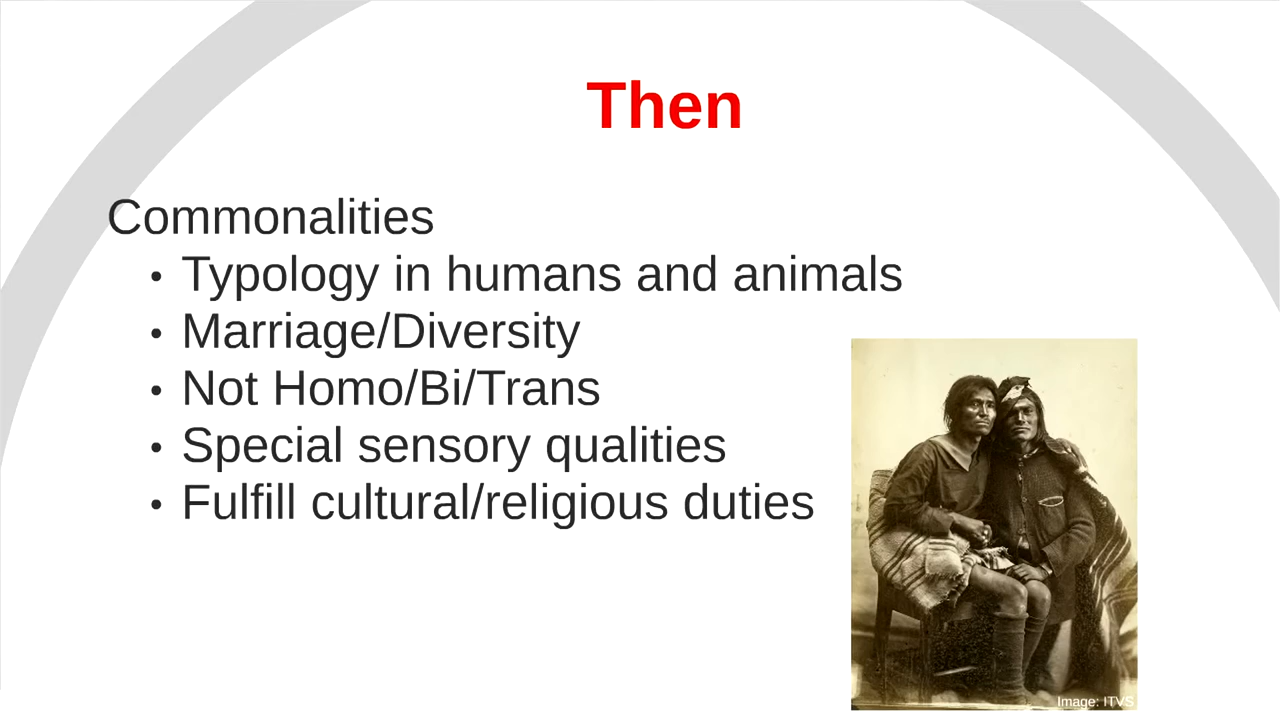 Then
Commonalities
• Typology in humans and animals
• Marriage/Diversity
• Not Homo/Bi/Trans
• Special sensory qualities
• Fulfill cultural/religious duties
Image: ITVS